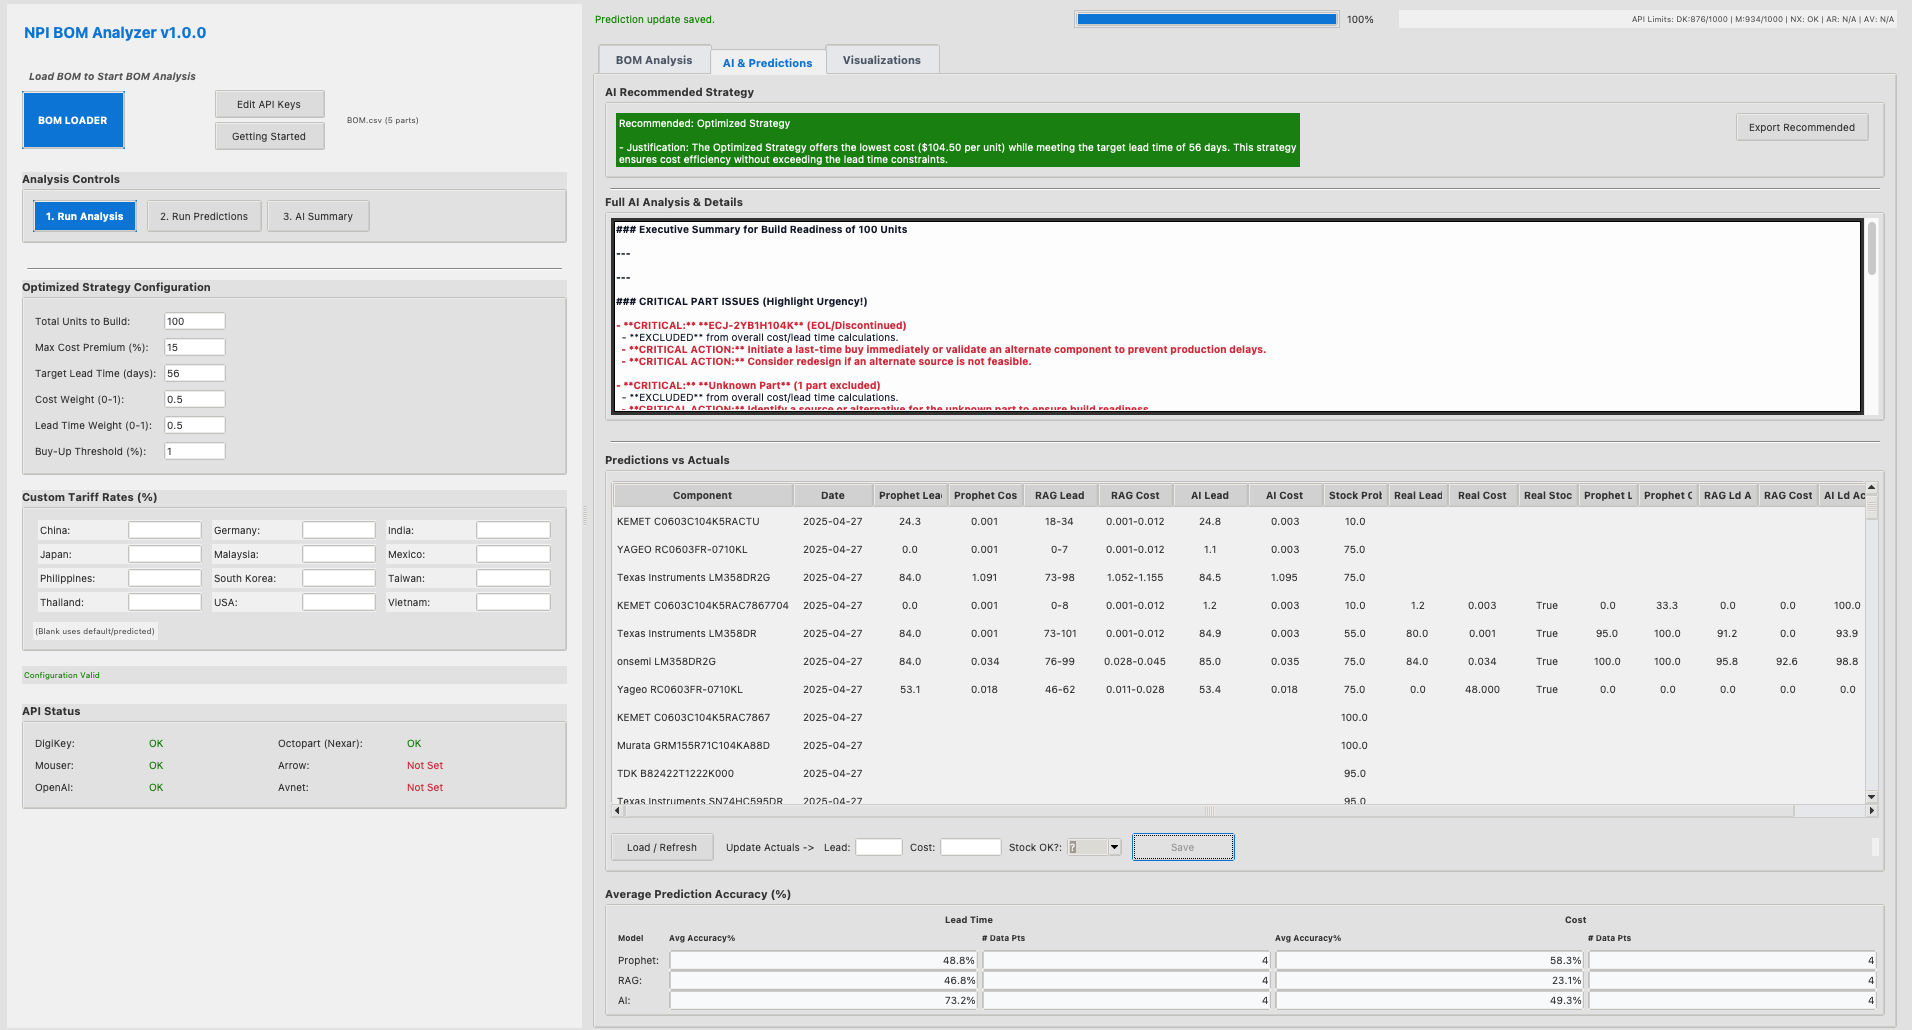 NPI BOM Analyzer v1.0.0
Load BOM to Start BOM Analysis
BOM LOADER
Edit API Keys
Getting Started
BOM.csv (5 parts)
Analysis Controls
1. Run Analysis
2. Run Predictions
3. AI Summary
Optimized Strategy Configuration
Total Units to Build: 100
Max Cost Premium (%): 15
Target Lead Time (days): 56
Cost Weight (0-1): 0.5
Lead Time Weight (0-1): 0.5
Buy-Up Threshold (%): 1
Custom Tariff Rates (%)
China: Germany: India:
Japan: Malaysia: Mexico:
Philippines: South Korea: Taiwan:
Thailand: USA: Vietnam:
(Blank uses default/predicted)
Configuration Valid
API Status
DigiKey: OK Octopart (Nexar): OK
Mouser: OK Arrow: Not Set
OpenAI: OK Avnet: Not Set
Prediction update saved.
100%
API Limits: DK:876/1000 | M:934/1000 | NX: OK | AR: N/A | AV: N/A
BOM Analysis
AI & Predictions
Visualizations
AI Recommended Strategy
Recommended: Optimized Strategy
- Justification: The Optimized Strategy offers the lowest cost ($104.50 per unit) while meeting the target lead time of 56 days. This strategy
ensures cost efficiency without exceeding the lead time constraints.
Export Recommended
Full AI Analysis & Details
### Executive Summary for Build Readiness of 100 Units
---
---
### CRITICAL PART ISSUES (Highlight Urgency!)
- **CRITICAL:** **ECJ-2YB1H104K** (EOL/Discontinued)
- **EXCLUDED** from overall cost/lead time calculations.
- **CRITICAL ACTION:** Initiate a last-time buy immediately or validate an alternate component to prevent production delays.
- **CRITICAL ACTION:** Consider redesign if an alternate source is not feasible.
- **CRITICAL:** **Unknown Part** (1 part excluded)
- **EXCLUDED** from overall cost/lead time calculations.
- **CRITICAL ACTION:** Identify a source or alternative for the unknown part to ensure build readiness
Predictions vs Actuals
Component Date Prophet Lea Prophet Cos RAG Lead RAG Cost AI Lead AI Cost Stock Prob Real Lead Real Cost Real Stoc Prophet L Prophet C RAG Ld A RAG Cost AI Ld Ac
KEMET C0603C104K5RACTU 2025-04-27 24.3 0.001 18-34 0.001-0.012 24.8 0.003 10.0
YAGEO RC0603FR-0710KL 2025-04-27 0.0 0.001 0-7 0.001-0.012 1.1 0.003 75.0
Texas Instruments LM358DR2G 2025-04-27 84.0 1.091 73-98 1.052-1.155 84.5 1.095 75.0
KEMET C0603C104K5RAC7867704 2025-04-27 0.0 0.001 0-8 0.001-0.012 1.2 0.003 10.0 1.2 0.003 True 0.0 33.3 0.0 0.0 100.0
Texas Instruments LM358DR 2025-04-27 84.0 0.001 73-101 0.001-0.012 84.9 0.003 55.0 80.0 0.001 True 95.0 100.0 91.2 0.0 93.9
onsemi LM358DR2G 2025-04-27 84.0 0.034 76-99 0.028-0.045 85.0 0.035 75.0 84.0 0.034 True 100.0 100.0 95.8 92.6 98.8
Yageo RC0603FR-0710KL 2025-04-27 53.1 0.018 46-62 0.011-0.028 53.4 0.018 75.0 0.0 48.000 True 0.0 0.0 0.0 0.0 0.0
KEMET C0603C104K5RAC7867 2025-04-27 100.0
Murata GRM155R71C104KA88D 2025-04-27 100.0
TDK B82422T1222K000 2025-04-27 95.0
Texas Instruments SN74HC595DR 2025-04-27 95.0
Load / Refresh Update Actuals -> Lead: Cost: Stock OK?: ? Save
Average Prediction Accuracy (%)
Lead Time Cost
Model Avg Accuracy% # Data Pts Avg Accuracy% # Data Pts
Prophet: 48.8% 4 58.3% 4
RAG: 46.8% 4 23.1% 4
AI: 73.2% 4 49.3% 4